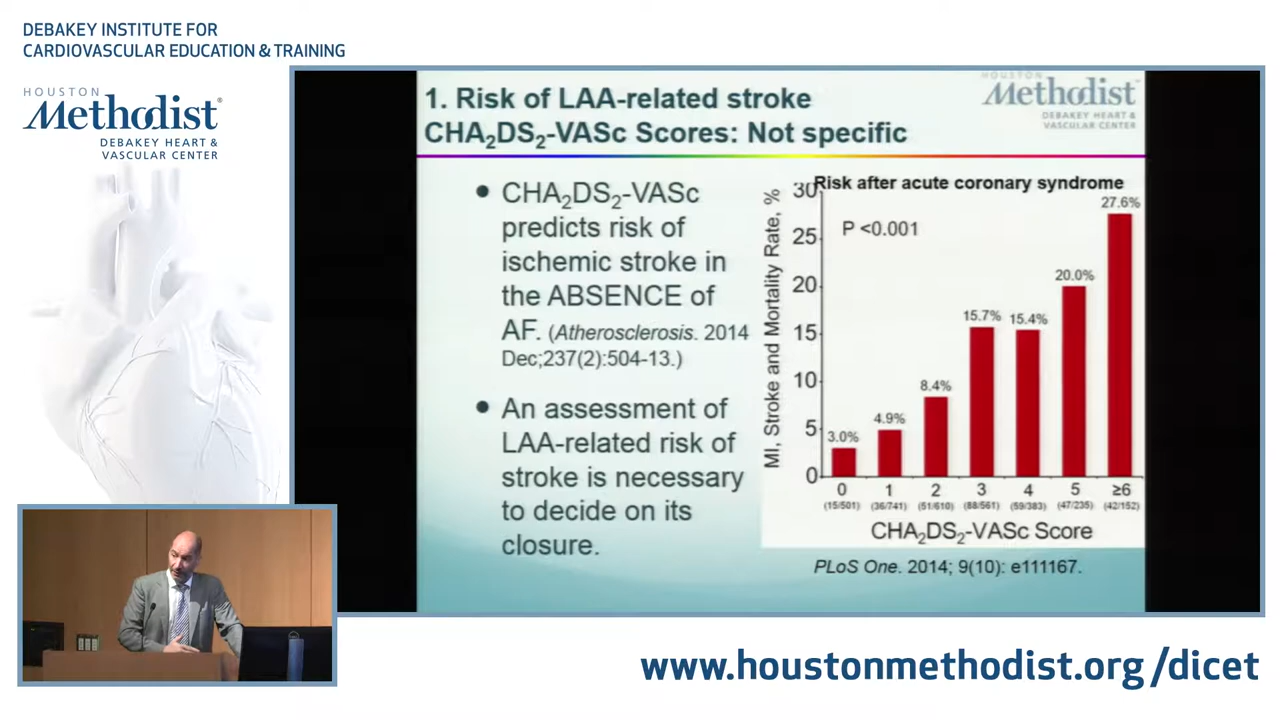 DEBAKEY INSTITUTE FOR
CARDIOVASCULAR EDUCATION & TRAINING
HOUSTON
Methodist®
DEBAKEY HEART &
VASCULAR CENTER
1. Risk of LAA-related stroke
CHA₂DS₂-VASc Scores: Not specific
HOUSTON
Methodist
DEBAKEY HEART &
VASCULAR CENTER
• CHA₂DS₂-VASc
predicts risk of
ischemic stroke in
the ABSENCE of
AF. (Atherosclerosis. 2014
Dec;237(2):504-13.)
• An assessment of
LAA-related risk of
stroke is necessary
to decide on its
closure.
Risk after acute coronary syndrome
P <0.001
MI, Stroke and Mortality Rate, %
30
25
20
15
10
5
0
3.0%
4.9%
8.4%
15.7%
15.4%
20.0%
27.6%
0 1 2 3 4 5 ≥6
(15/501) (36/741) (51/610) (88/561) (59/383) (47/235) (42/152)
CHA₂DS₂-VASc Score
PLoS One. 2014; 9(10): e111167.
www.houstonmethodist.org/dicet